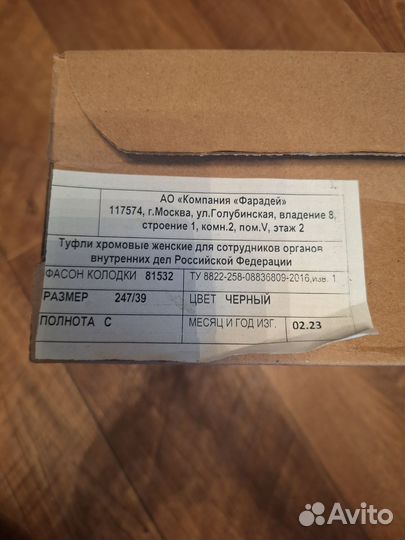 АО «Компания «Фарадей»
117574, г.Москва, ул.Голубинская, владение 8,
строение 1, комн.2, пом.V, этаж 2
Туфли хромовые женские для сотрудников органов
внутренних дел Российской Федерации
ФАСОН КОЛОДКИ 81532 ТУ 8822-258-08836809-2016,изв. 1
РАЗМЕР 247/39 ЦВЕТ ЧЕРНЫЙ
ПОЛНОТА С МЕСЯЦ И ГОД ИЗГ. 02.23
Avito